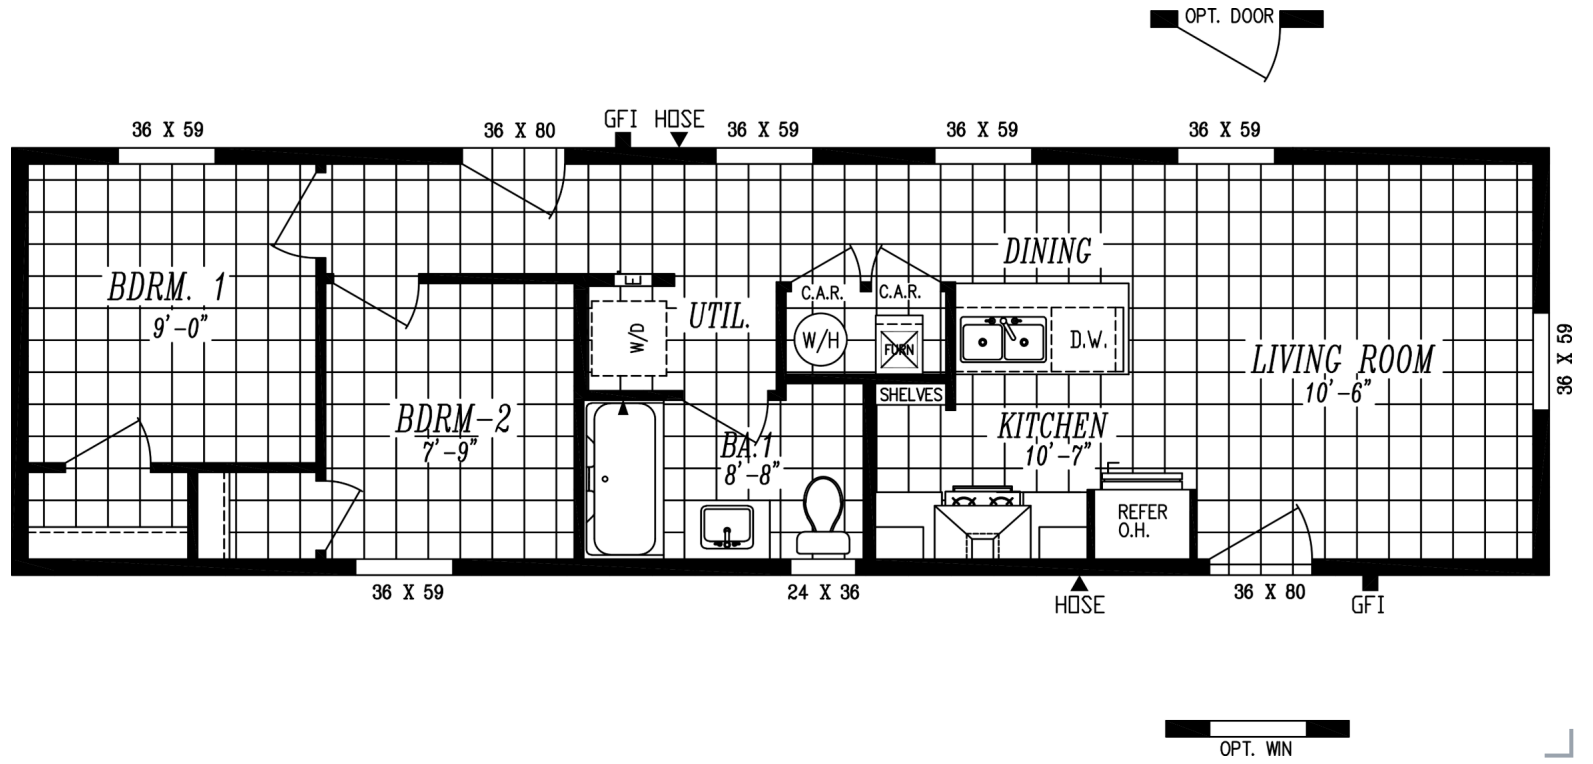 OPT. DOOR
36 X 59
36 X 80
GFI
HOSE
36 X 59
36 X 59
36 X 59
DINING
BDRM. 1
9'-0"
E
C.A.R.
C.A.R.
UTIL.
W/D
W/H
FURN
D.W.
36 X 59
LIVING ROOM
10'-6"
SHELVES
BDRM-2
7'-9"
BA.1
8'-8"
KITCHEN
10'-7"
REFER
O.H.
36 X 59
24 X 36
HOSE
36 X 80
GFI
OPT. WIN